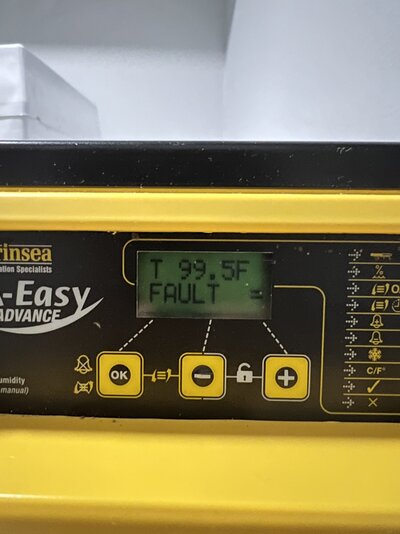 rinsea
ation Specialists
-Easy
ADVANCE
T 99.5F
FAULT =
umidity
manual)
OK
−
+
%
C/F°